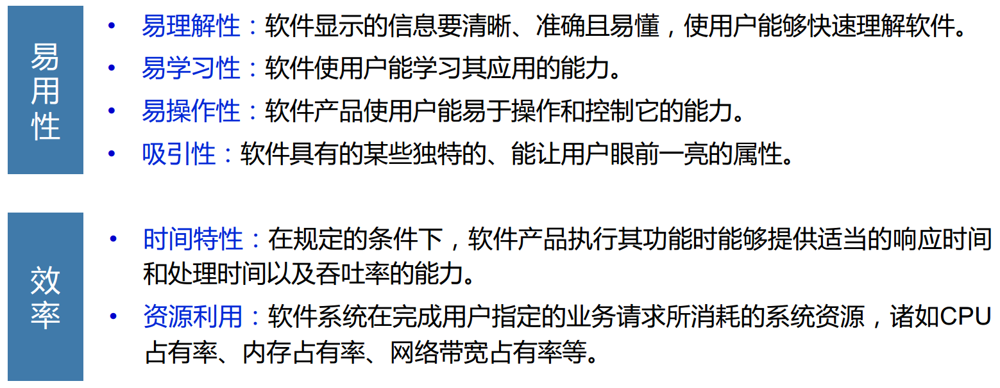 易用性
• 易理解性：软件显示的信息要清晰、准确且易懂，使用户能够快速理解软件。
• 易学习性：软件使用户能学习其应用的能力。
• 易操作性：软件产品使用户能易于操作和控制它的能力。
• 吸引性：软件具有的某些独特的、能让用户眼前一亮的属性。
效率
• 时间特性：在规定的条件下，软件产品执行其功能时能够提供适当的响应时间
和处理时间以及吞吐率的能力。
• 资源利用：软件系统在完成用户指定的业务请求所消耗的系统资源，诸如CPU
占有率、内存占有率、网络带宽占有率等。